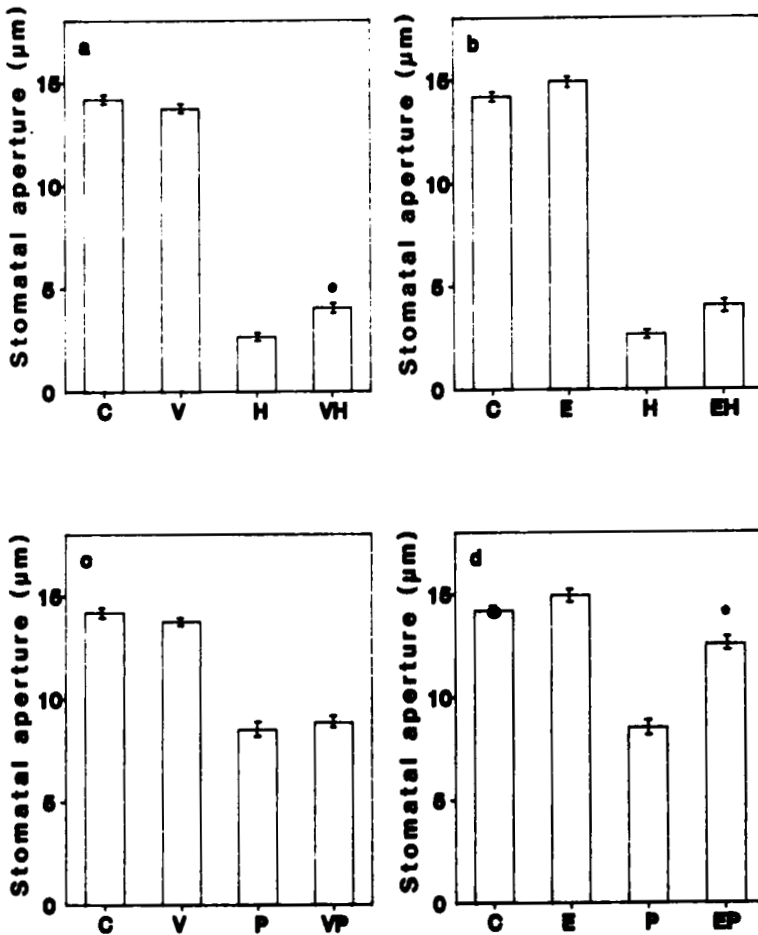 a
Stomatal aperture (µm)
15
10
5
0
C V H VH
b
Stomatal aperture (µm)
15
10
5
0
C E H EH
c
Stomatal aperture (µm)
15
10
5
0
C V P VP
d
Stomatal aperture (µm)
15
10
5
0
C E P EP